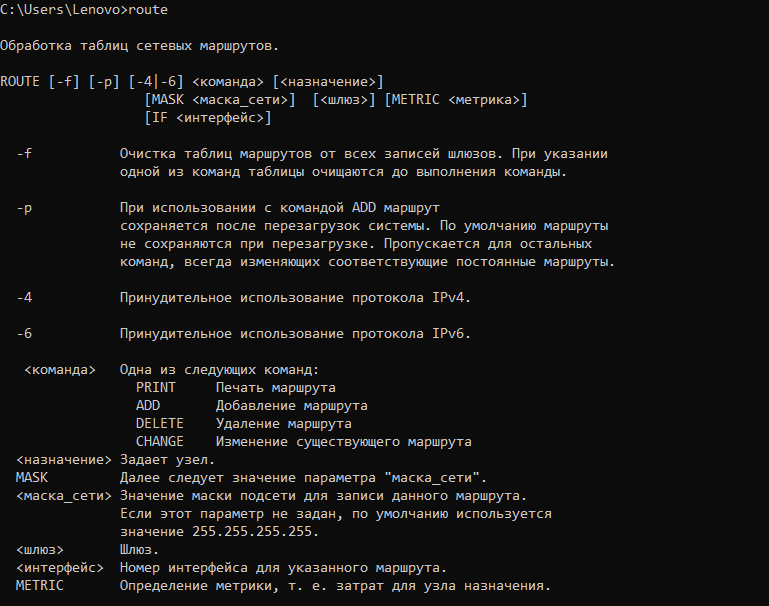 C:\Users\Lenovo>route
Обработка таблиц сетевых маршрутов.
ROUTE [-f] [-p] [-4|-6] <команда> [<назначение>]
[MASK <маска_сети>]  [<шлюз>] [METRIC <метрика>]
[IF <интерфейс>]
-f           Очистка таблиц маршрутов от всех записей шлюзов. При указании
одной из команд таблицы очищаются до выполнения команды.
-p           При использовании с командой ADD маршрут
сохраняется после перезагрузок системы. По умолчанию маршруты
не сохраняются при перезагрузке. Пропускается для остальных
команд, всегда изменяющих соответствующие постоянные маршруты.
-4           Принудительное использование протокола IPv4.
-6           Принудительное использование протокола IPv6.
<команда>   Одна из следующих команд:
PRINT     Печать маршрута
ADD       Добавление маршрута
DELETE    Удаление маршрута
CHANGE    Изменение существующего маршрута
<назначение> Задает узел.
MASK         Далее следует значение параметра "маска_сети".
<маска_сети> Значение маски подсети для записи данного маршрута.
Если этот параметр не задан, по умолчанию используется
значение 255.255.255.255.
<шлюз>       Шлюз.
<интерфейс>  Номер интерфейса для указанного маршрута.
METRIC       Определение метрики, т. е. затрат для узла назначения.